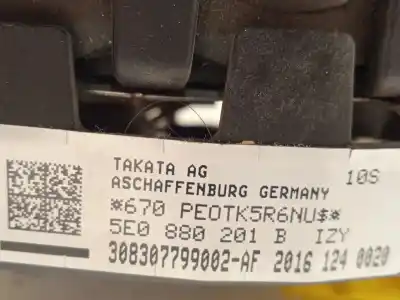 TAKATA AG 10S
ASCHAFFENBURG GERMANY
*670 PEOTK5R6NU$*
5E0 880 201 B IZY
308307799002-AF 2016 124 0020